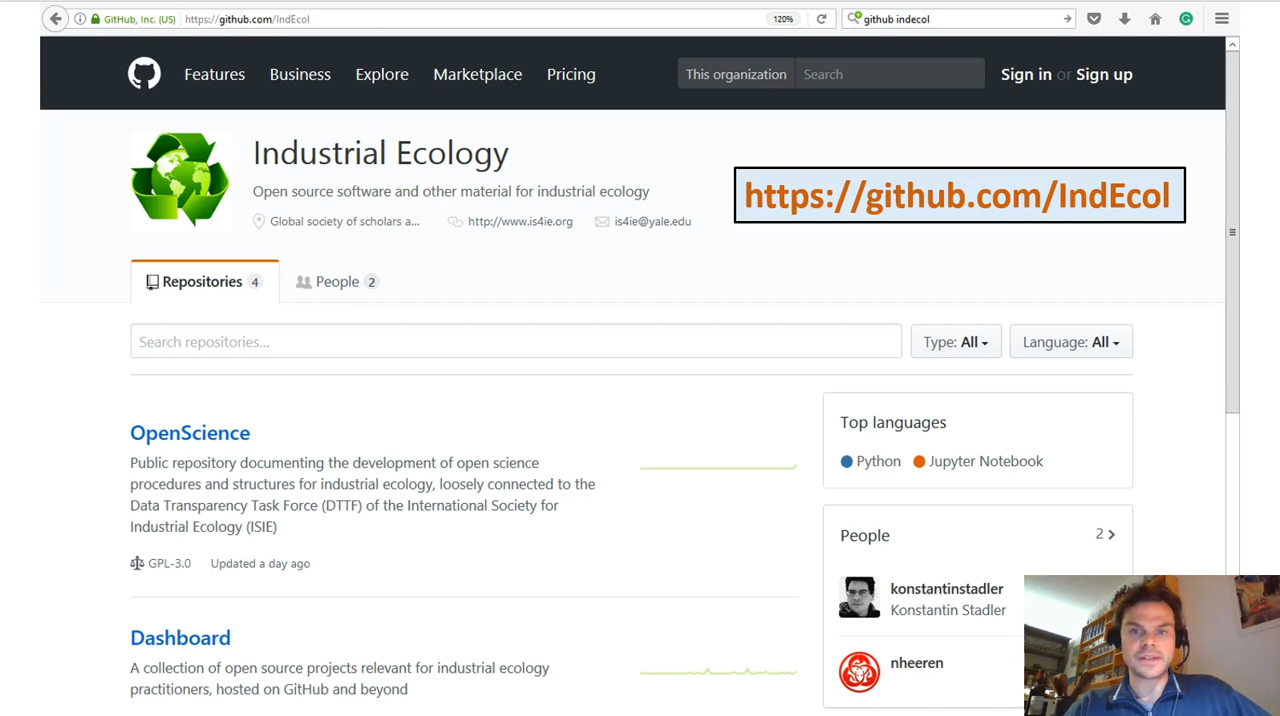 GitHub, Inc. (US)
https://github.com/IndEcol
120%
github indecol
Features
Business
Explore
Marketplace
Pricing
This organization
Search
Sign in or Sign up
Industrial Ecology
Open source software and other material for industrial ecology
Global society of scholars a...
http://www.is4ie.org
is4ie@yale.edu
https://github.com/IndEcol
Repositories 4
People 2
Search repositories...
Type: All
Language: All
OpenScience
Public repository documenting the development of open science
procedures and structures for industrial ecology, loosely connected to the
Data Transparency Task Force (DTTF) of the International Society for
Industrial Ecology (ISIE)
GPL-3.0
Updated a day ago
Dashboard
A collection of open source projects relevant for industrial ecology
practitioners, hosted on GitHub and beyond
Top languages
Python
Jupyter Notebook
People
2
konstantinstadler
Konstantin Stadler
nheeren